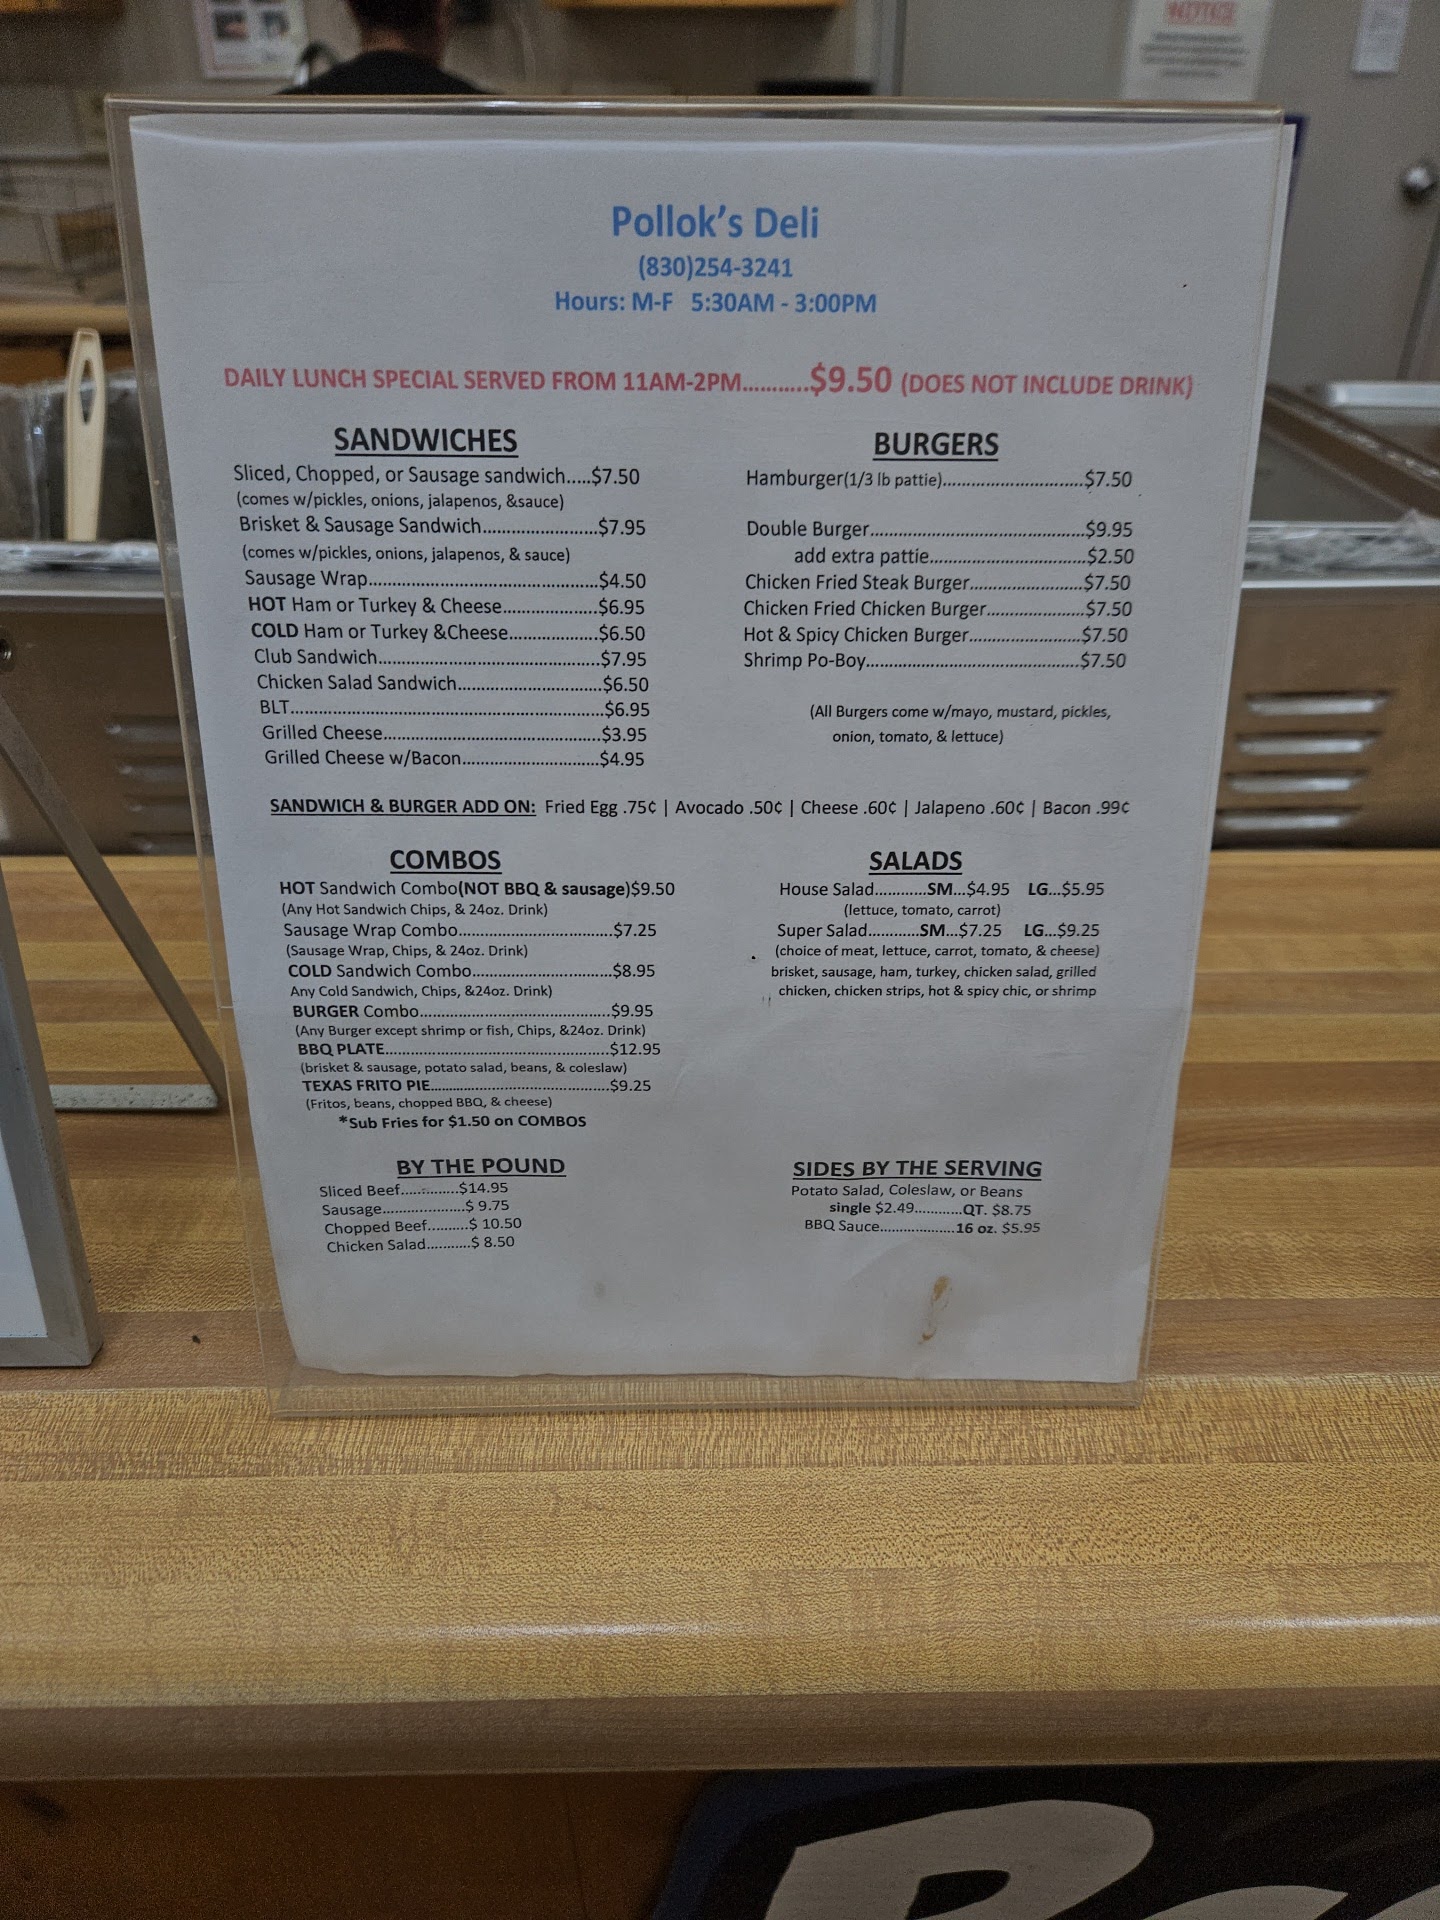 NOTICE
Pollok's Deli
(830)254-3241
Hours: M-F 5:30AM - 3:00PM
DAILY LUNCH SPECIAL SERVED FROM 11AM-2PM...........$9.50 (DOES NOT INCLUDE DRINK)
SANDWICHES
Sliced, Chopped, or Sausage sandwich.....$7.50
(comes w/pickles, onions, jalapenos, &sauce)
Brisket & Sausage Sandwich......................$7.95
(comes w/pickles, onions, jalapenos, & sauce)
Sausage Wrap............................................$4.50
HOT Ham or Turkey & Cheese..................$6.95
COLD Ham or Turkey &Cheese.................$6.50
Club Sandwich..........................................$7.95
Chicken Salad Sandwich...........................$6.50
BLT............................................................$6.95
Grilled Cheese.........................................$3.95
Grilled Cheese w/Bacon..........................$4.95
BURGERS
Hamburger(1/3 lb pattie)...........................$7.50
Double Burger.........................................$9.95
add extra pattie..............................$2.50
Chicken Fried Steak Burger.....................$7.50
Chicken Fried Chicken Burger..................$7.50
Hot & Spicy Chicken Burger.....................$7.50
Shrimp Po-Boy.........................................$7.50
(All Burgers come w/mayo, mustard, pickles,
onion, tomato, & lettuce)
SANDWICH & BURGER ADD ON: Fried Egg .75¢ | Avocado .50¢ | Cheese .60¢ | Jalapeno .60¢ | Bacon .99¢
COMBOS
HOT Sandwich Combo(NOT BBQ & sausage)$9.50
(Any Hot Sandwich Chips, & 24oz. Drink)
Sausage Wrap Combo..............................$7.25
(Sausage Wrap, Chips, & 24oz. Drink)
COLD Sandwich Combo...........................$8.95
Any Cold Sandwich, Chips, &24oz. Drink)
BURGER Combo.....................................$9.95
(Any Burger except shrimp or fish, Chips, &24oz. Drink)
BBQ PLATE...........................................$12.95
(brisket & sausage, potato salad, beans, & coleslaw)
TEXAS FRITO PIE...................................$9.25
(Fritos, beans, chopped BBQ, & cheese)
*Sub Fries for $1.50 on COMBOS
SALADS
House Salad...........SM...$4.95 LG...$5.95
(lettuce, tomato, carrot)
Super Salad...........SM...$7.25 LG...$9.25
(choice of meat, lettuce, carrot, tomato, & cheese)
brisket, sausage, ham, turkey, chicken salad, grilled
chicken, chicken strips, hot & spicy chic, or shrimp
BY THE POUND
Sliced Beef.............$14.95
Sausage..................$ 9.75
Chopped Beef.........$ 10.50
Chicken Salad..........$ 8.50
SIDES BY THE SERVING
Potato Salad, Coleslaw, or Beans
single $2.49...........QT. $8.75
BBQ Sauce.................16 oz. $5.95